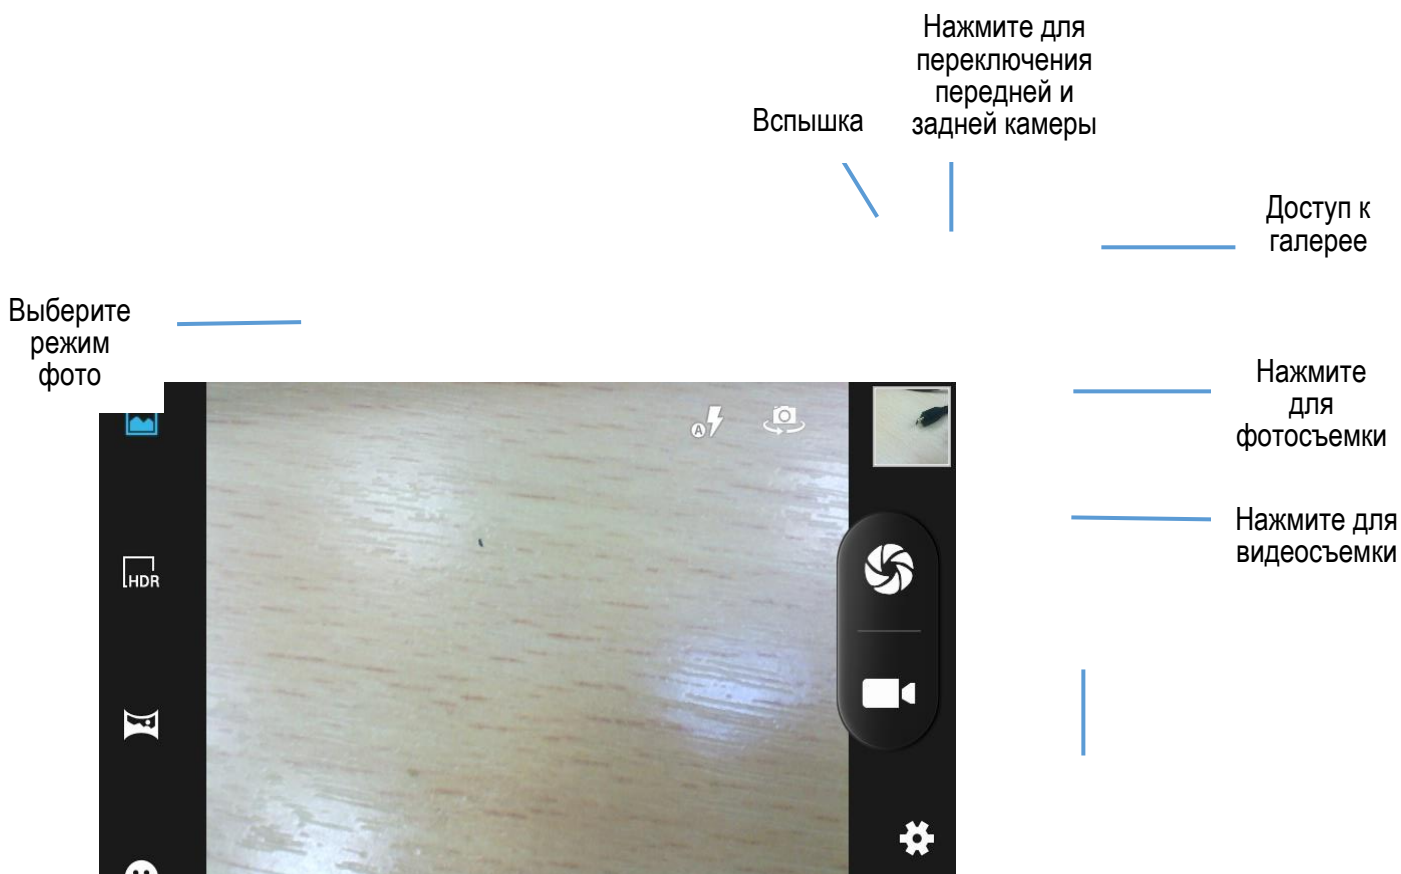 Нажмите для
переключения
передней и
задней камеры
Вспышка
Доступ к
галерее
Выберите
режим
фото
Нажмите
для
фотосъемки
Нажмите для
видеосъемки
A
HDR